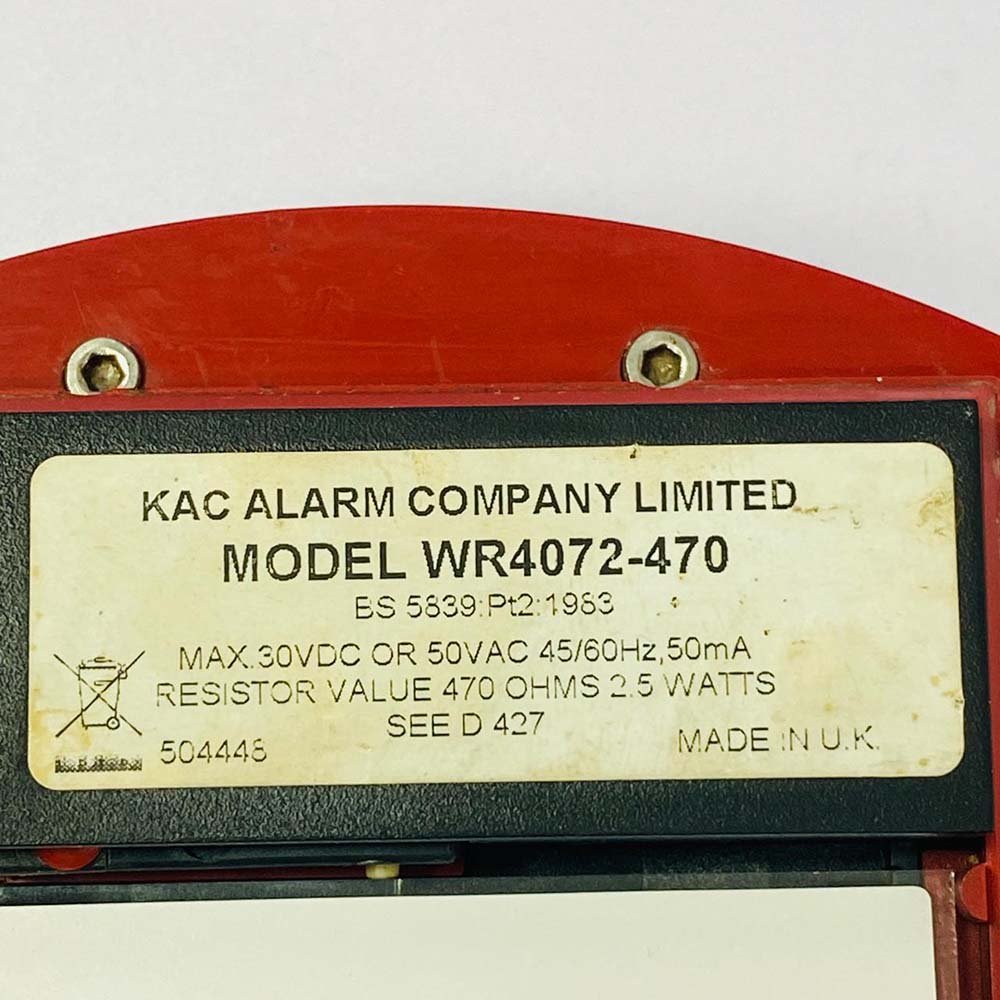 KAC ALARM COMPANY LIMITED
MODEL WR4072-470
BS 5839:Pt2:1983
MAX.30VDC OR 50VAC 45/60Hz,50mA
RESISTOR VALUE 470 OHMS 2.5 WATTS
SEE D 427
504448
MADE IN U.K.